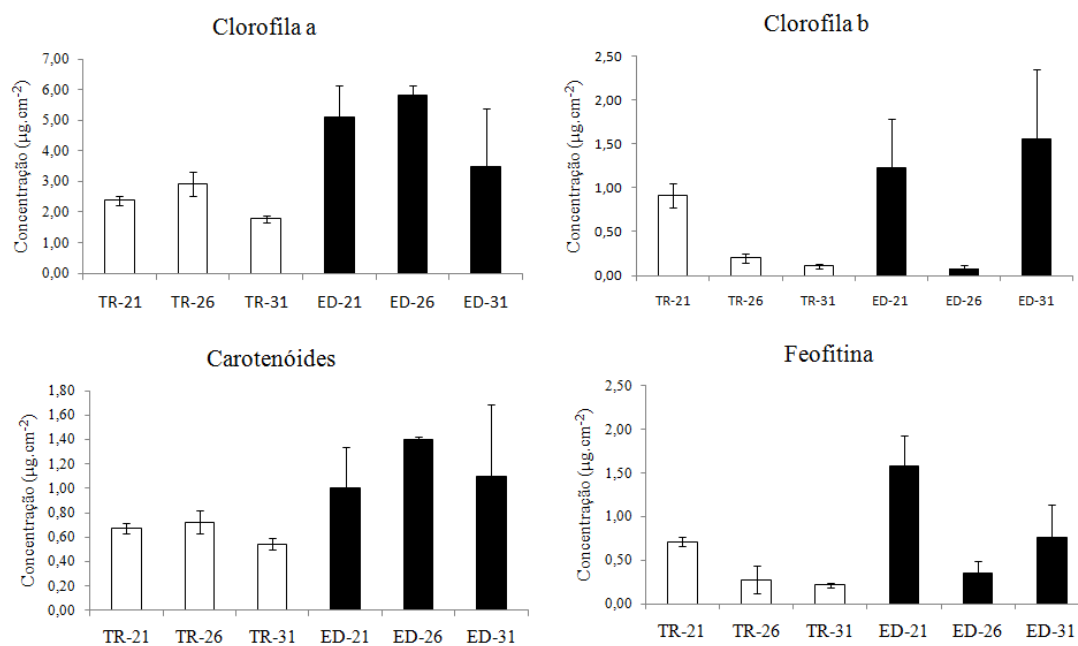 Clorofila a
Concentração (µg.cm-2)
7,00
6,00
5,00
4,00
3,00
2,00
1,00
0,00
TR-21 TR-26 TR-31 ED-21 ED-26 ED-31
Clorofila b
Concentração (µg.cm-2)
2,50
2,00
1,50
1,00
0,50
0,00
TR-21 TR-26 TR-31 ED-21 ED-26 ED-31
Carotenóides
Concentração (µg.cm-2)
1,80
1,60
1,40
1,20
1,00
0,80
0,60
0,40
0,20
0,00
TR-21 TR-26 TR-31 ED-21 ED-26 ED-31
Feofitina
Concentração (µg.cm-2)
2,50
2,00
1,50
1,00
0,50
0,00
TR-21 TR-26 TR-31 ED-21 ED-26 ED-31